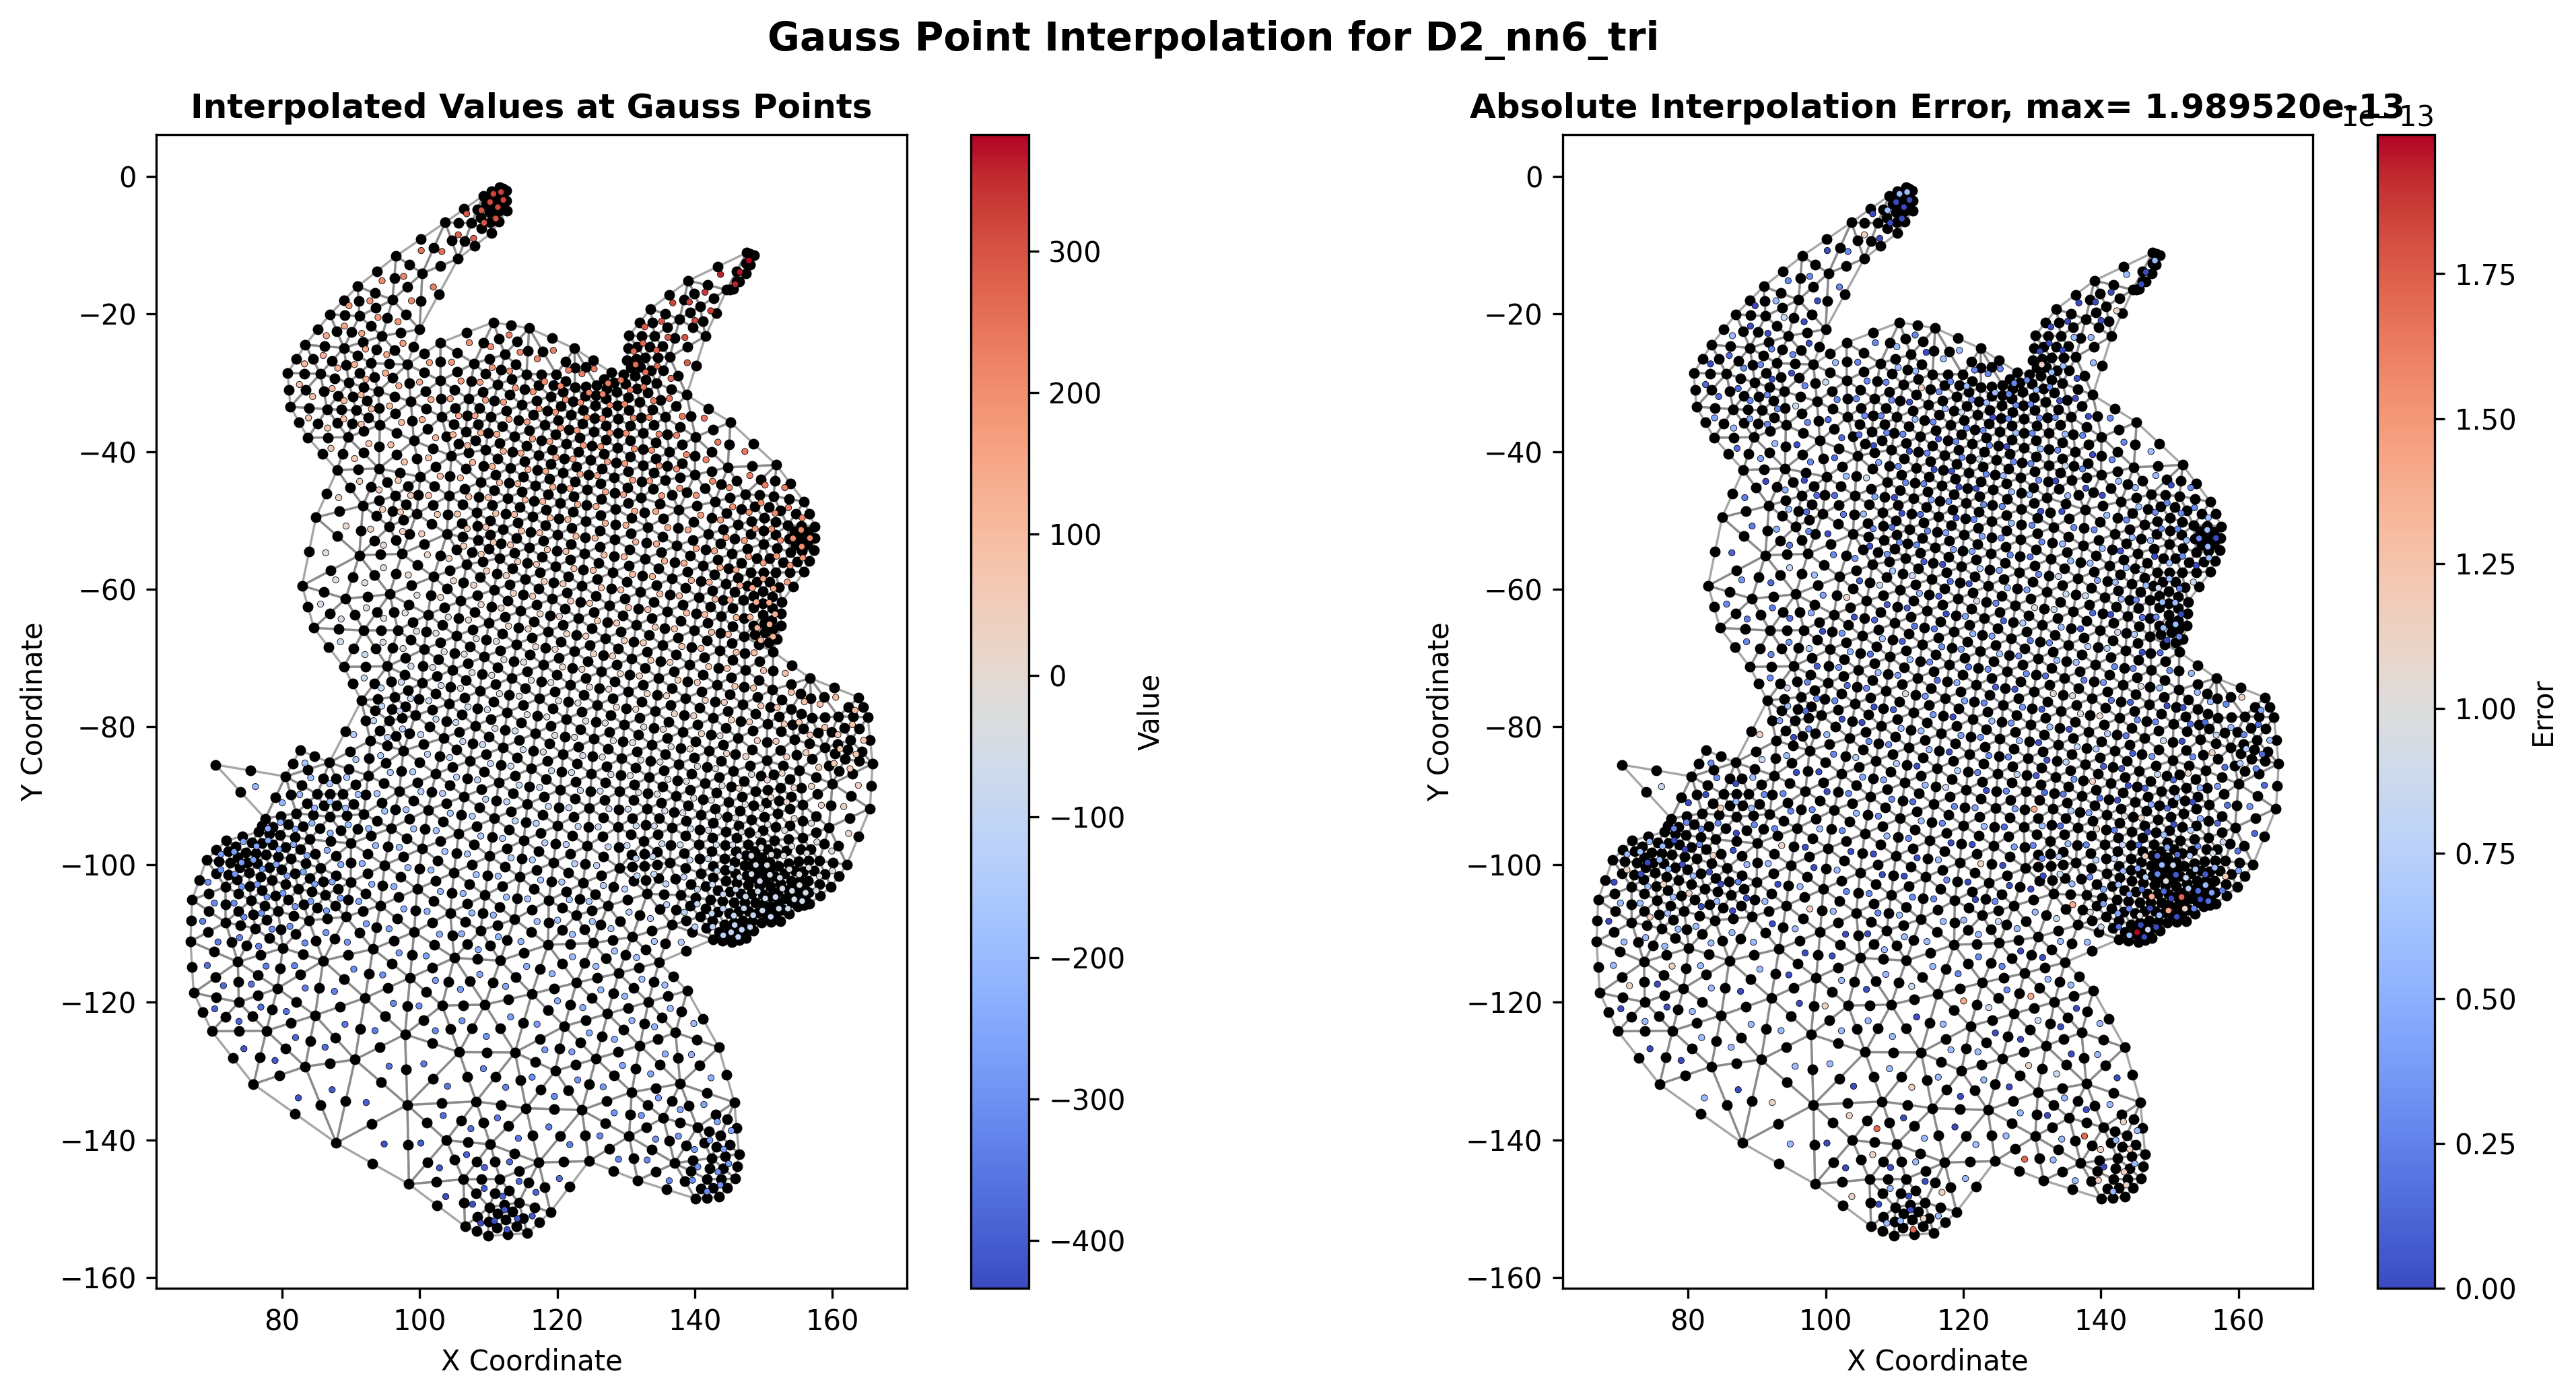 Gauss Point Interpolation for D2_nn6_tri
Interpolated Values at Gauss Points
0
−20
−40
−60
−80
−100
−120
−140
−160
Y Coordinate
80 100 120 140 160
X Coordinate
300
200
100
0
−100
−200
−300
−400
Value
Absolute Interpolation Error, max= 1.989520e-13
1e−13
0
−20
−40
−60
−80
−100
−120
−140
−160
Y Coordinate
80 100 120 140 160
X Coordinate
1.75
1.50
1.25
1.00
0.75
0.50
0.25
0.00
Error